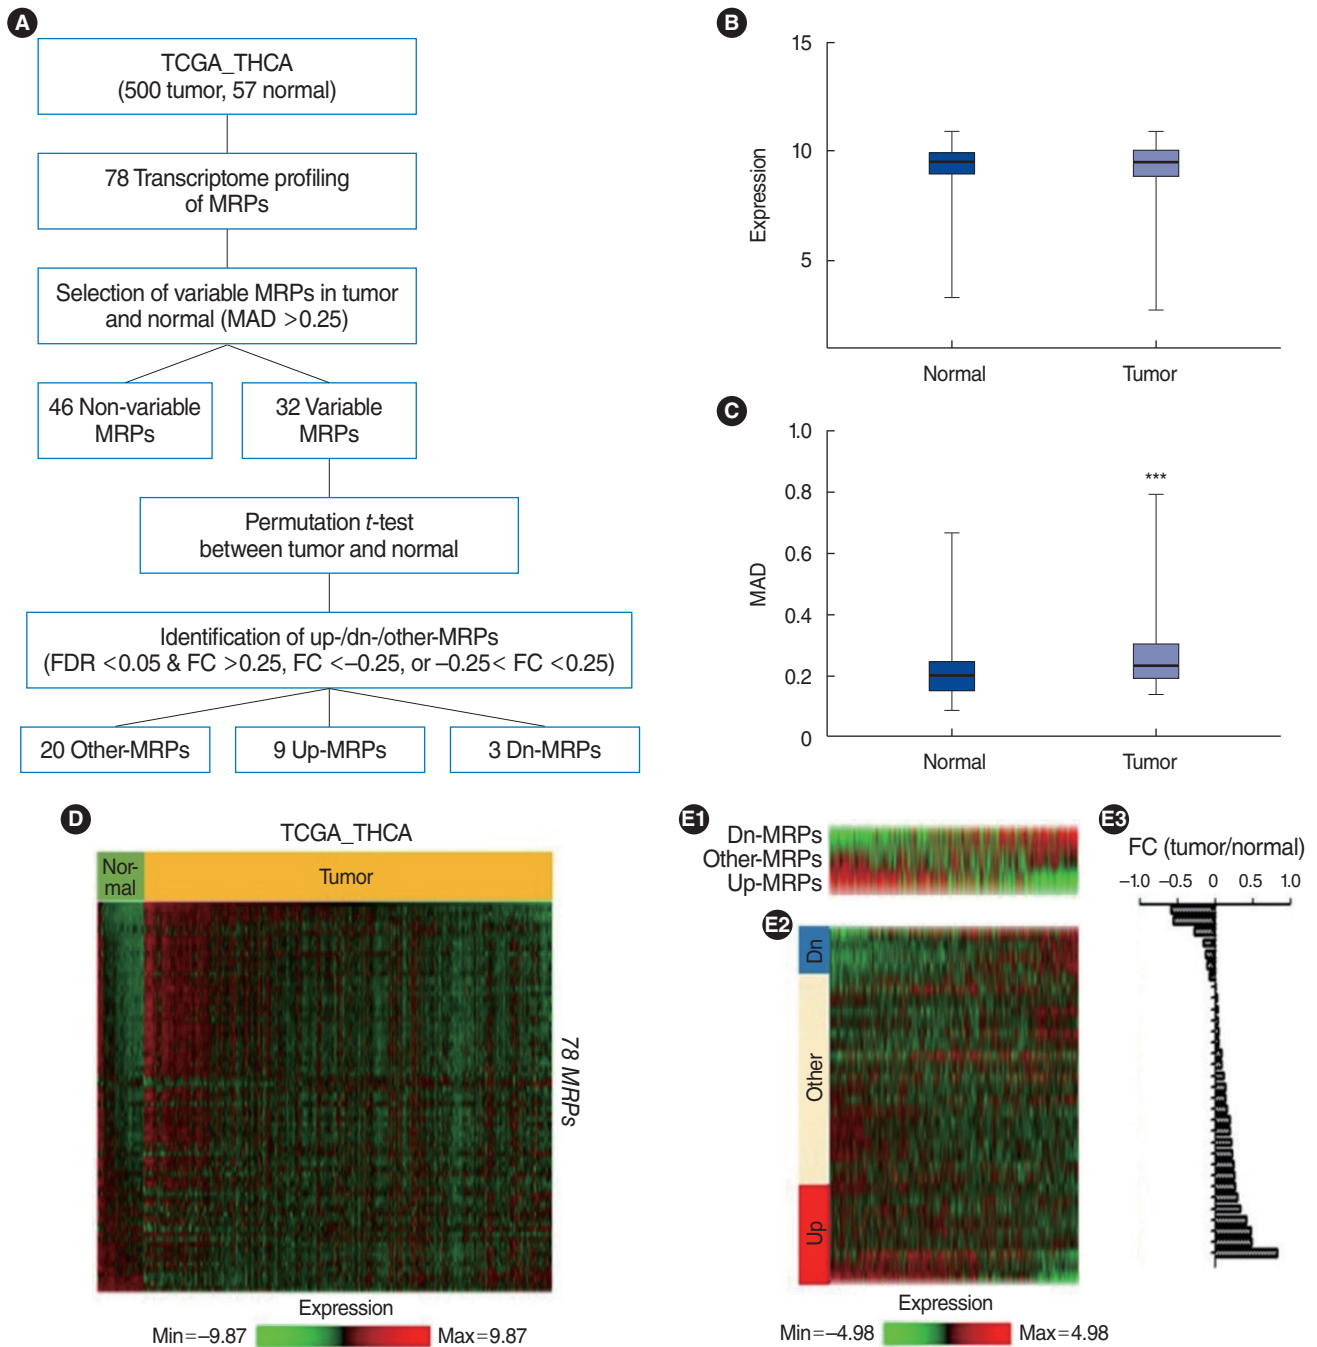 A
TCGA_THCA
(500 tumor, 57 normal)
78 Transcriptome profiling
of MRPs
Selection of variable MRPs in tumor
and normal (MAD >0.25)
46 Non-variable
MRPs
32 Variable
MRPs
Permutation t-test
between tumor and normal
Identification of up-/dn-/other-MRPs
(FDR <0.05 & FC >0.25, FC <–0.25, or –0.25< FC <0.25)
20 Other-MRPs
9 Up-MRPs
3 Dn-MRPs
B
15
10
5
Expression
Normal
Tumor
C
1.0
0.8
0.6
0.4
0.2
0
MAD
***
Normal
Tumor
D
TCGA_THCA
Nor-
mal
Tumor
78 MRPs
Expression
Min=–9.87
Max=9.87
E1
Dn-MRPs
Other-MRPs
Up-MRPs
E2
Dn
Other
Up
Expression
Min=–4.98
Max=4.98
E3
FC (tumor/normal)
–1.0 –0.5 0 0.5 1.0